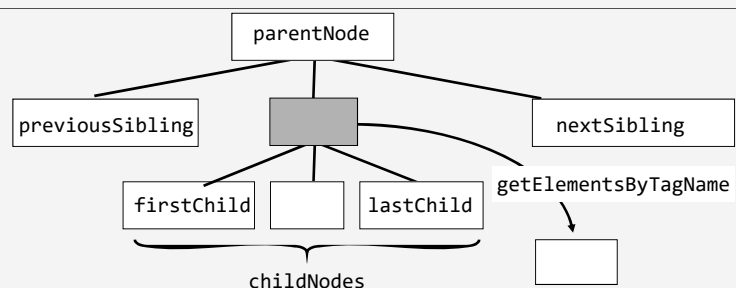 parentNode
previousSibling
nextSibling
getElementsByTagName
firstChild
lastChild
childNodes